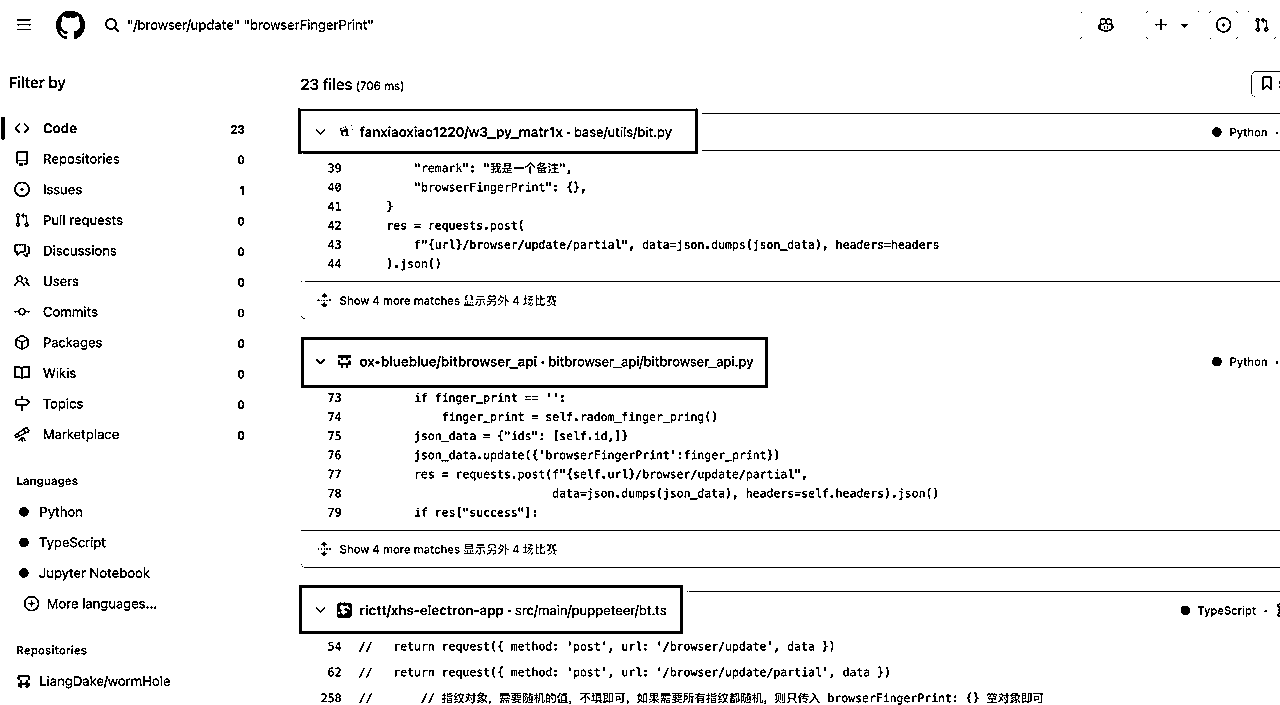 "/browser/update" "browserFingerPrint"
Filter by
Code 23
Repositories 0
Issues 1
Pull requests 0
Discussions 0
Users 0
Commits 0
Packages 0
Wikis 0
Topics 0
Marketplace 0
Languages
Python
TypeScript
Jupyter Notebook
More languages...
Repositories
LiangDake/wormHole
23 files (706 ms)
fanxiaoxiao1220/w3_py_matr1x · base/utils/bit.py
Python ·
39 "remark": "我是一个备注",
40 "browserFingerPrint": {},
41 }
42 res = requests.post(
43 f"{url}/browser/update/partial", data=json.dumps(json_data), headers=headers
44 ).json()
Show 4 more matches 显示另外 4 场比赛
ox-blueblue/bitbrowser_api · bitbrowser_api/bitbrowser_api.py
Python ·
73 if finger_print == '':
74 finger_print = self.radom_finger_pring()
75 json_data = {"ids": [self.id,]}
76 json_data.update({'browserFingerPrint':finger_print})
77 res = requests.post(f"{self.url}/browser/update/partial",
78 data=json.dumps(json_data), headers=self.headers).json()
79 if res["success"]:
Show 4 more matches 显示另外 4 场比赛
rictt/xhs-electron-app · src/main/puppeteer/bt.ts
TypeScript ·
54 // return request({ method: 'post', url: '/browser/update', data })
62 // return request({ method: 'post', url: '/browser/update/partial', data })
258 // // 指纹对象，需要随机的值，不填即可，如果需要所有指纹都随机，则只传入 browserFingerPrint: {} 空对象即可